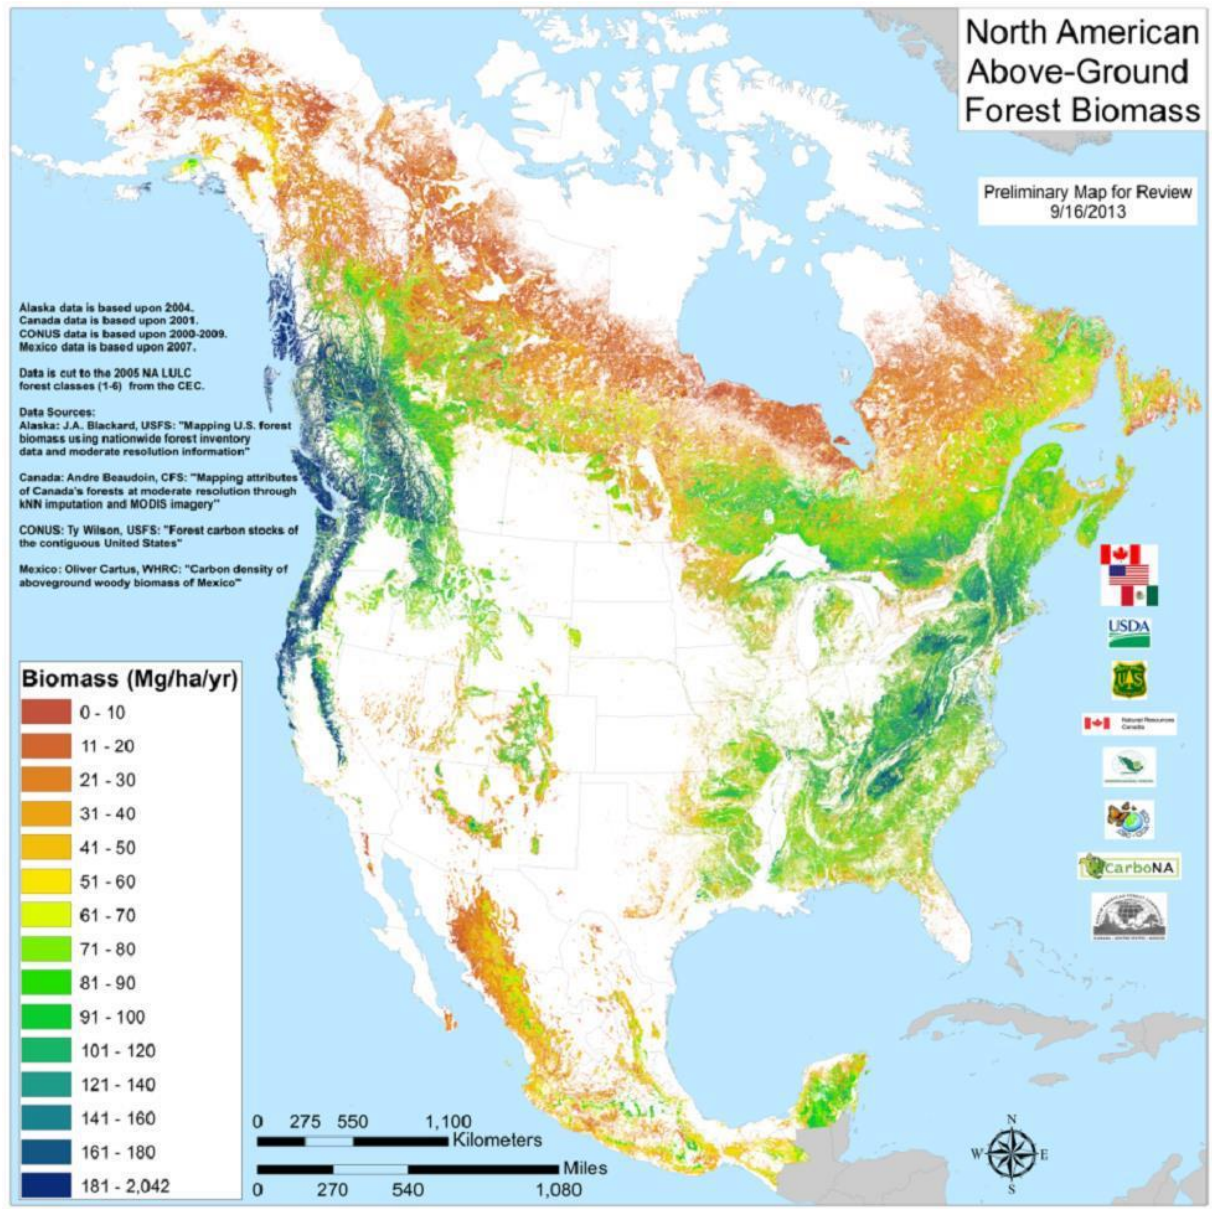 North American
Above-Ground
Forest Biomass
Preliminary Map for Review
9/16/2013
Alaska data is based upon 2004.
Canada data is based upon 2001.
CONUS data is based upon 2000-2009.
Mexico data is based upon 2007.
Data is cut to the 2005 NA LULC
forest classes (1-6) from the CEC.
Data Sources:
Alaska: J.A. Blackard, USFS: "Mapping U.S. forest
biomass using nationwide forest inventory
data and moderate resolution information"
Canada: Andre Beaudoin, CFS: "Mapping attributes
of Canada's forests at moderate resolution through
kNN imputation and MODIS imagery"
CONUS: Ty Wilson, USFS: "Forest carbon stocks of
the contiguous United States"
Mexico: Oliver Cartus, WHRC: "Carbon density of
aboveground woody biomass of Mexico"
USDA
U S
Natural Resources
Canada
CarboNA
Biomass (Mg/ha/yr)
0 - 10
11 - 20
21 - 30
31 - 40
41 - 50
51 - 60
61 - 70
71 - 80
81 - 90
91 - 100
101 - 120
121 - 140
141 - 160
161 - 180
181 - 2,042
0 275 550 1,100
Kilometers
Miles
0 270 540 1,080
N
W E
S